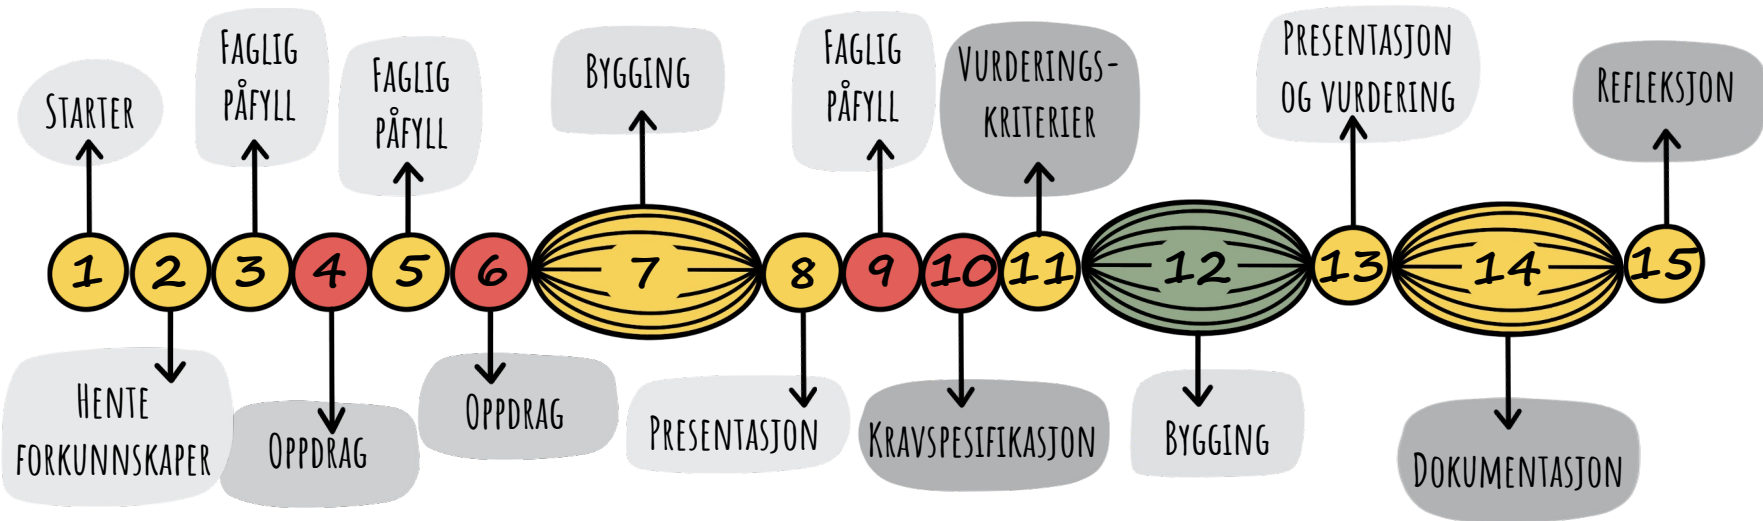 Starter
Faglig
påfyll
Faglig
påfyll
Bygging
Faglig
påfyll
Vurderings-
kriterier
Presentasjon
og vurdering
Refleksjon
1 2 3 4 5 6 7 8 9 10 11 12 13 14 15
Hente
forkunnskaper
Oppdrag
Oppdrag
Presentasjon
Kravspesifikasjon
Bygging
Dokumentasjon